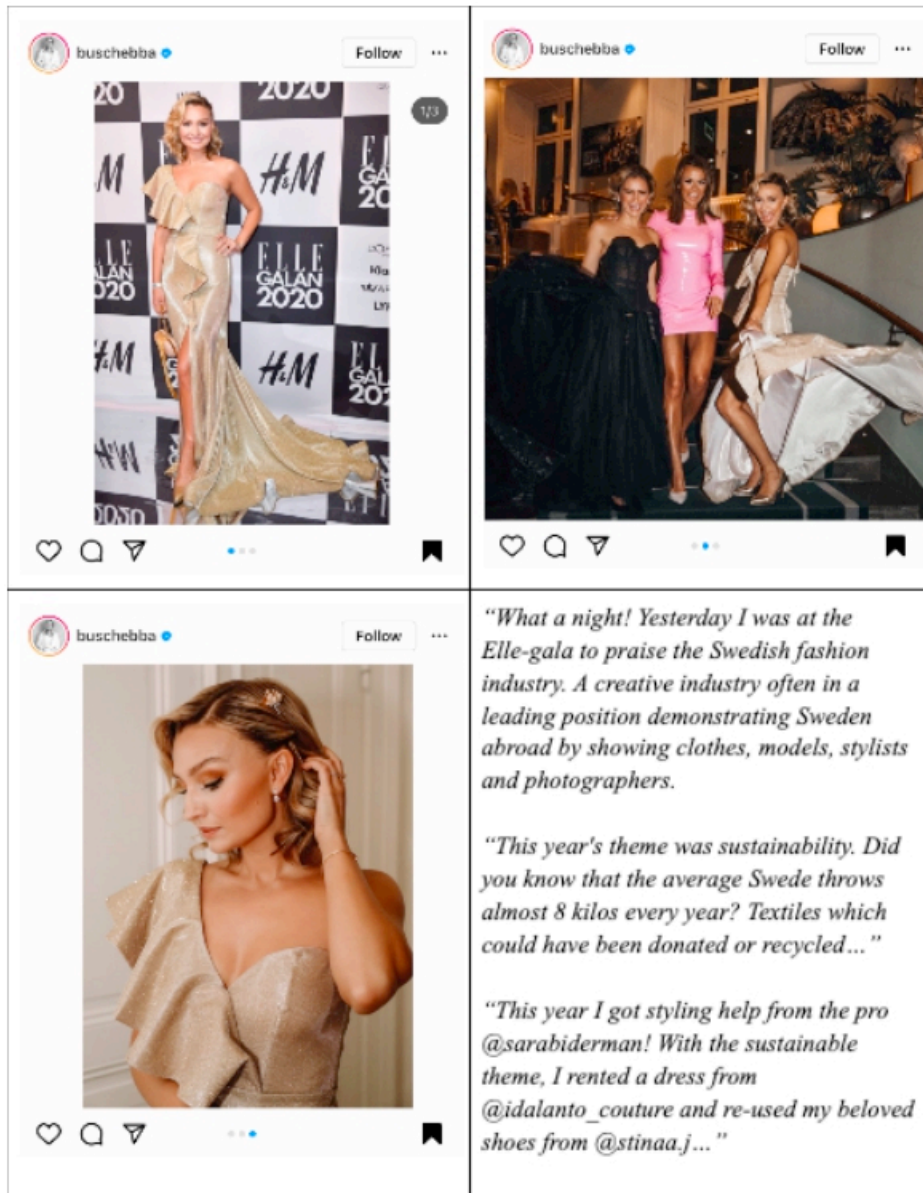 buschebba
Follow
1/3
20
2020
H&M
ELLE
GALÁN
2020
H&M
buschebba
Follow
buschebba
Follow
“What a night! Yesterday I was at the
Elle-gala to praise the Swedish fashion
industry. A creative industry often in a
leading position demonstrating Sweden
abroad by showing clothes, models, stylists
and photographers.
“This year's theme was sustainability. Did
you know that the average Swede throws
almost 8 kilos every year? Textiles which
could have been donated or recycled…”
“This year I got styling help from the pro
@sarabiderman! With the sustainable
theme, I rented a dress from
@idalanto_couture and re-used my beloved
shoes from @stinaa.j…”